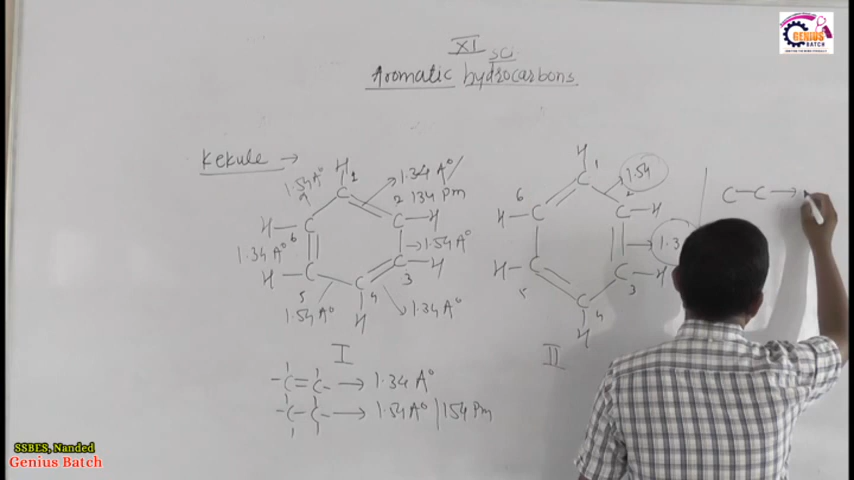 XI sci
Aromatic hydrocarbons
GENIUS
BATCH
Kekule →
H
1
1.34 A° /
134 pm
1.54 A°
C
2
C-H
1.54 A°
H-C
6
1.34 A°
H-C
5
C-H
3
C
4
H
1.54 A°
1.34 A°
I
H
C
1
1.54
6
H-C
2
C-H
1.3
H-C
5
C-H
3
C
4
H
II
C-C→
-C=C- → 1.34 A°
-C-C- → 1.54 A° | 154 Pm
SSBES, Nanded
Genius Batch